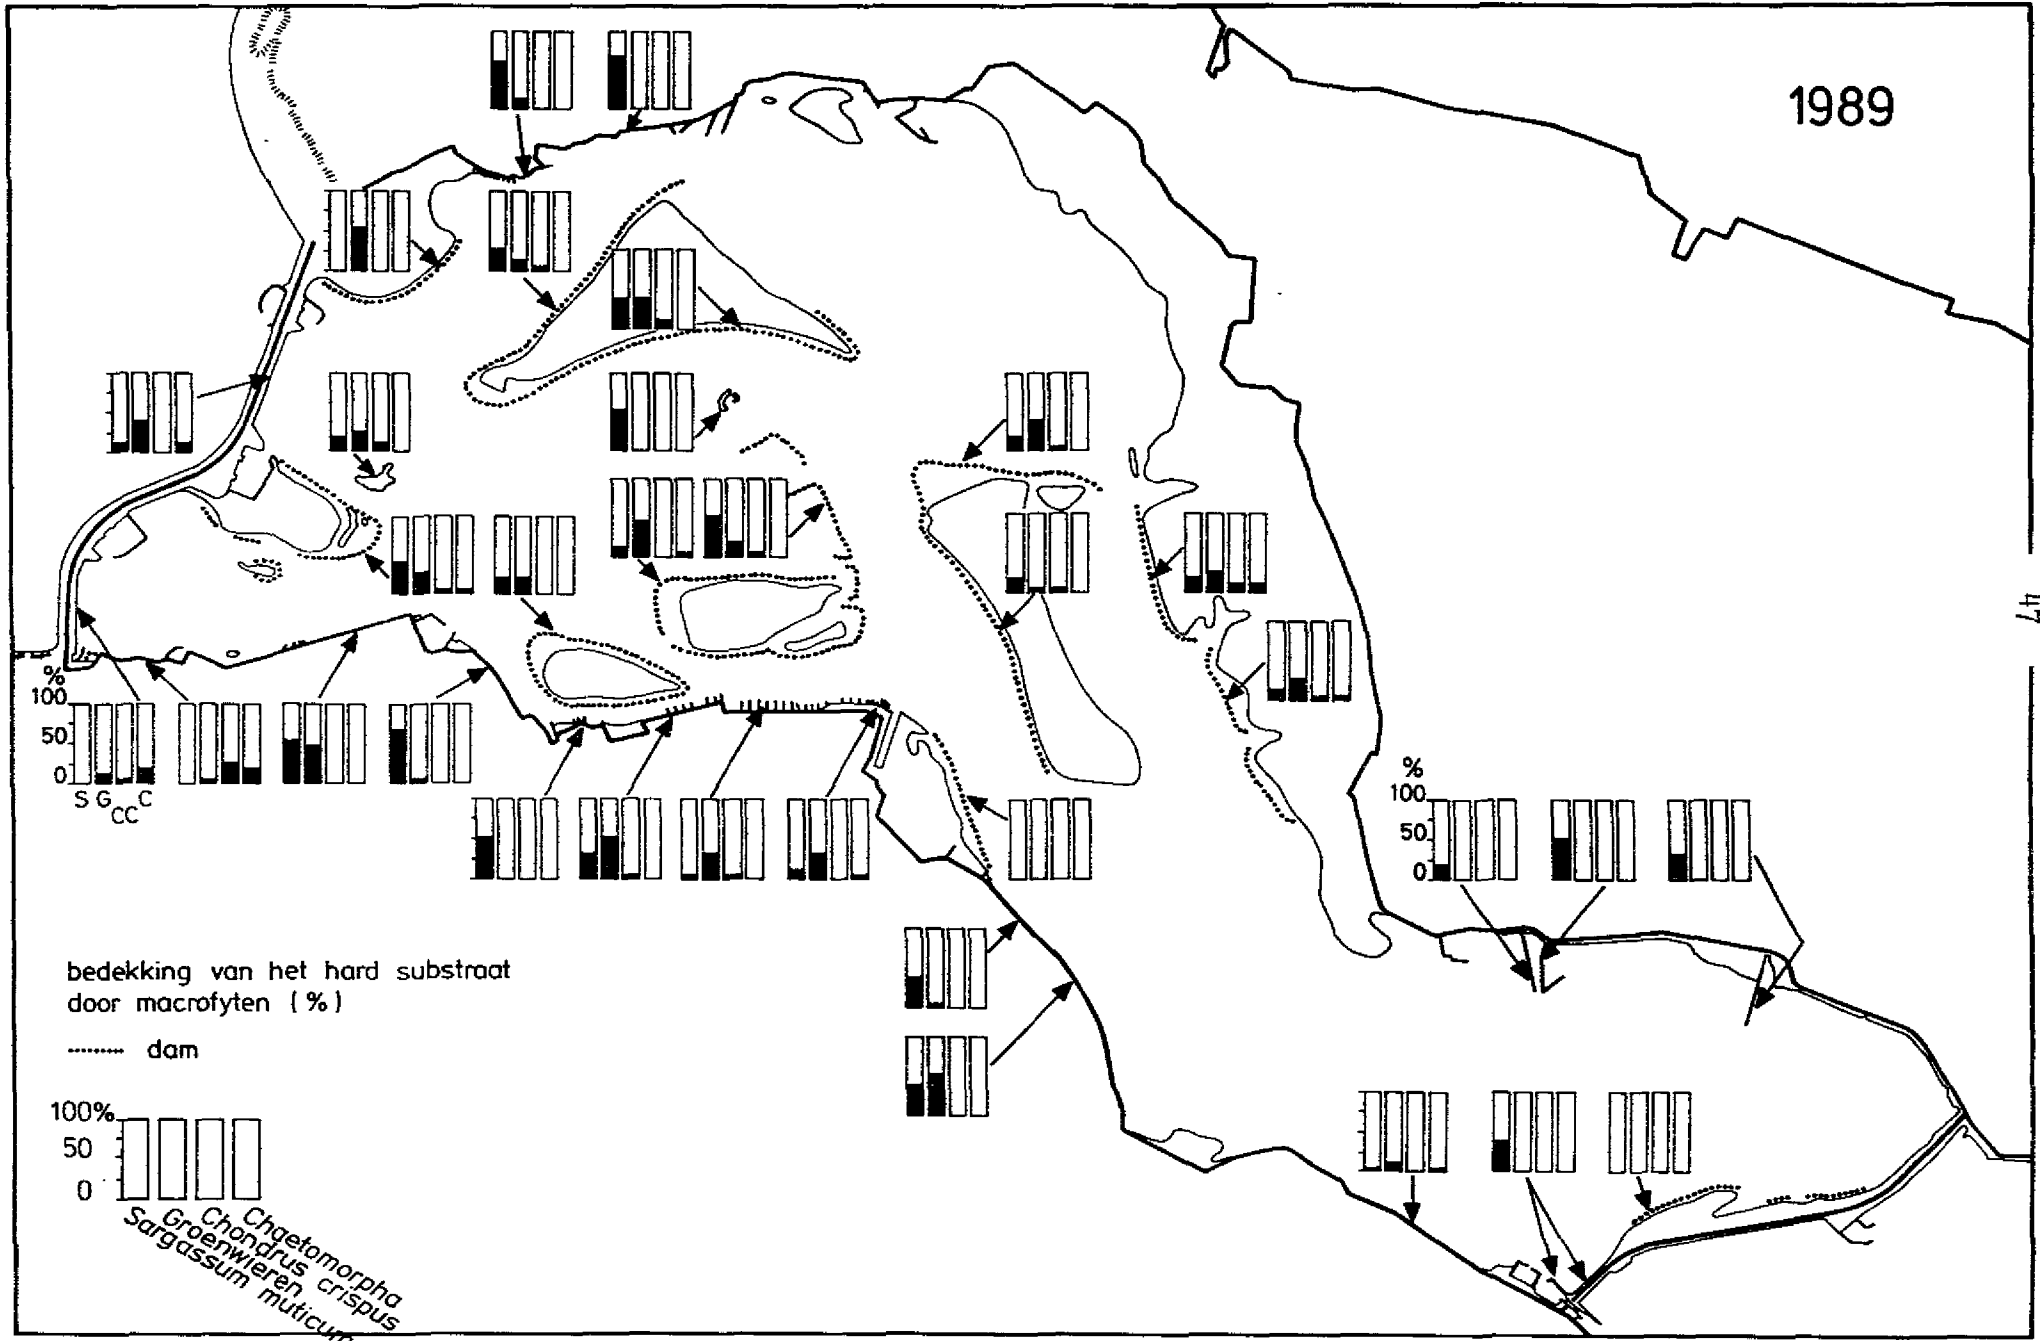 1989
47
%
100
50
0
S G CC C
%
100
50
0
bedekking van het hard substraat
door macrofyten (%)
dam
100%
50
0
Sargassum muticum
Groenwieren
Chondrus crispus
Chaetomorpha